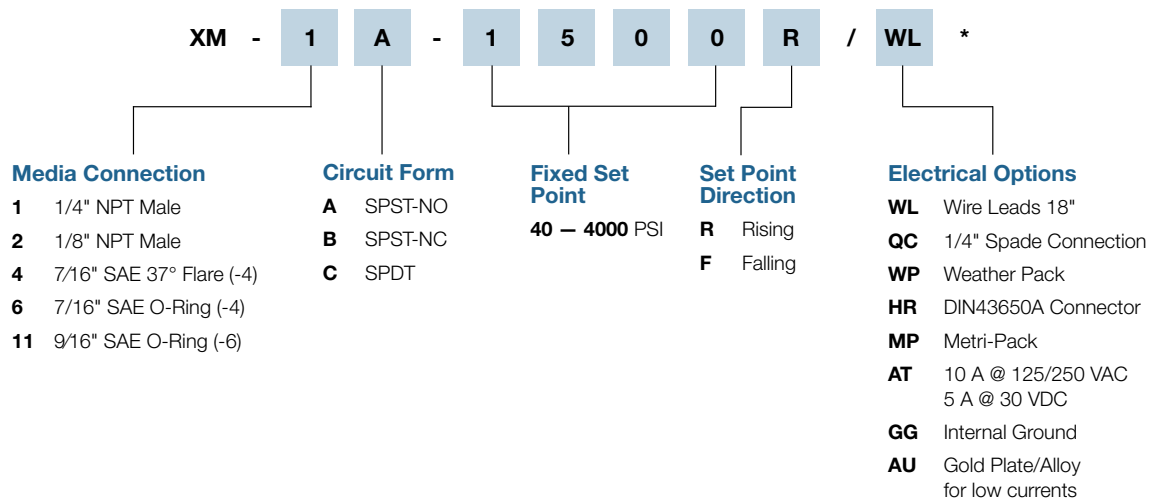 XM - 1 A - 1 5 0 0 R / WL *
Media Connection
1 1/4" NPT Male
2 1/8" NPT Male
4 7/16" SAE 37° Flare (-4)
6 7/16" SAE O-Ring (-4)
11 9/16" SAE O-Ring (-6)
Circuit Form
A SPST-NO
B SPST-NC
C SPDT
Fixed Set
Point
40 — 4000 PSI
Set Point
Direction
R Rising
F Falling
Electrical Options
WL Wire Leads 18"
QC 1/4" Spade Connection
WP Weather Pack
HR DIN43650A Connector
MP Metri-Pack
AT 10 A @ 125/250 VAC
5 A @ 30 VDC
GG Internal Ground
AU Gold Plate/Alloy
for low currents